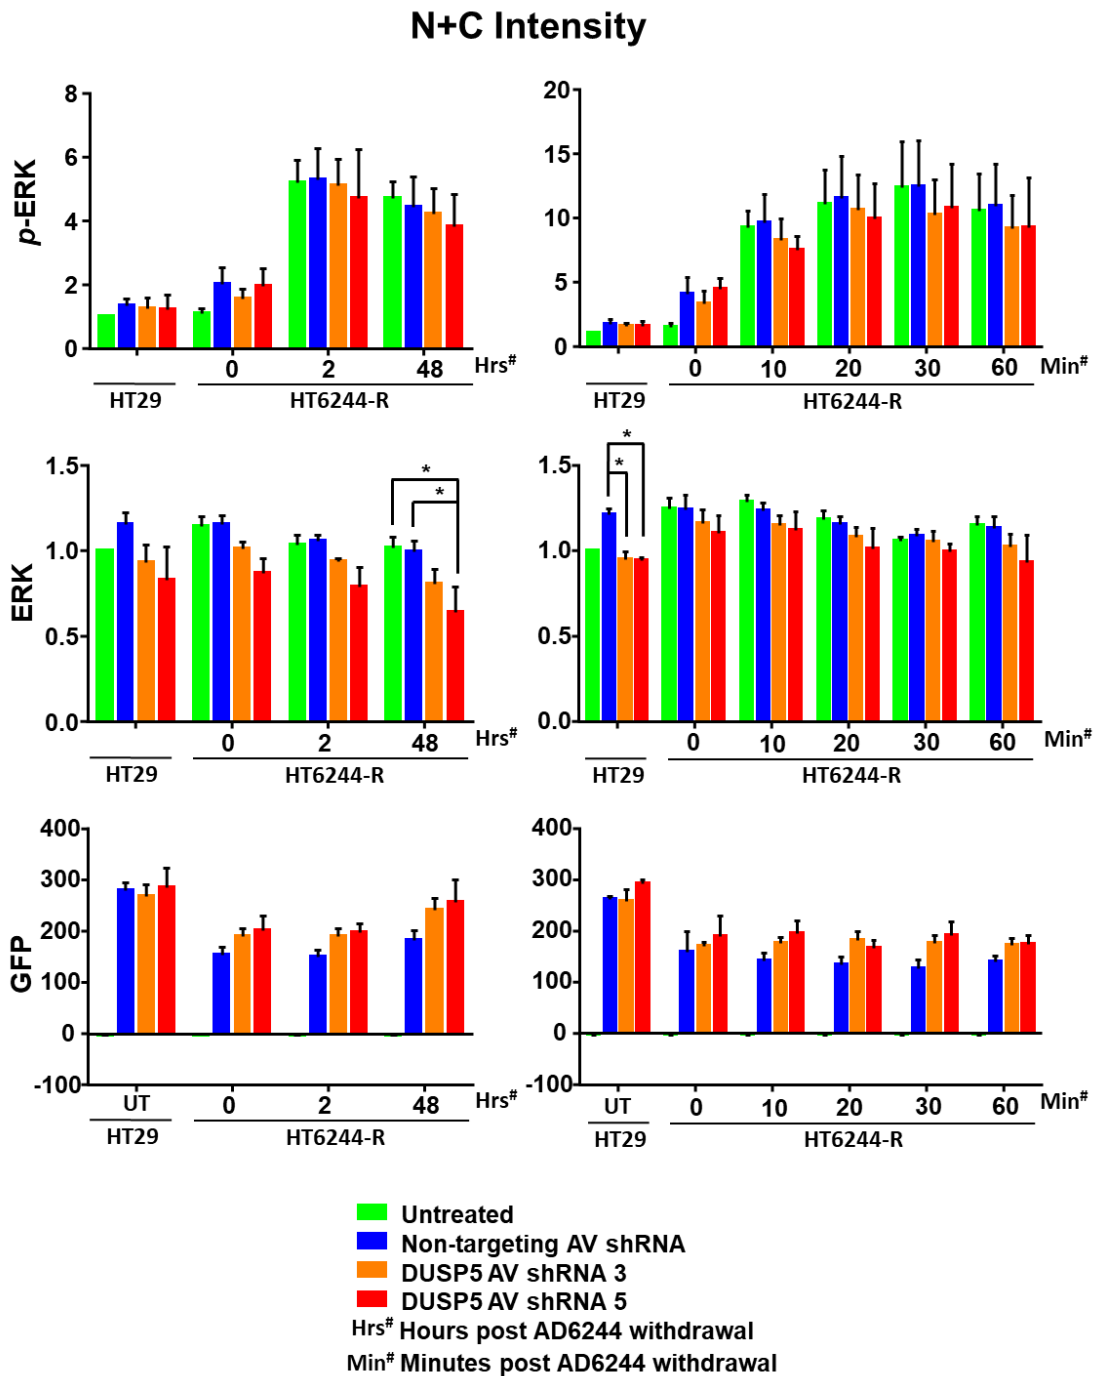 N+C Intensity
p-ERK
8
6
4
2
0
0 2 48 Hrs#
HT29 HT6244-R
20
15
10
5
0
0 10 20 30 60 Min#
HT29 HT6244-R
ERK
1.5
1.0
0.5
0.0
* 
*
0 2 48 Hrs#
HT29 HT6244-R
1.5
1.0
0.5
0.0
*
*
0 10 20 30 60 Min#
HT29 HT6244-R
GFP
400
300
200
100
0
-100
UT 0 2 48 Hrs#
HT29 HT6244-R
400
300
200
100
0
-100
UT 0 10 20 30 60 Min#
HT29 HT6244-R
Untreated
Non-targeting AV shRNA
DUSP5 AV shRNA 3
DUSP5 AV shRNA 5
Hrs# Hours post AD6244 withdrawal
Min# Minutes post AD6244 withdrawal